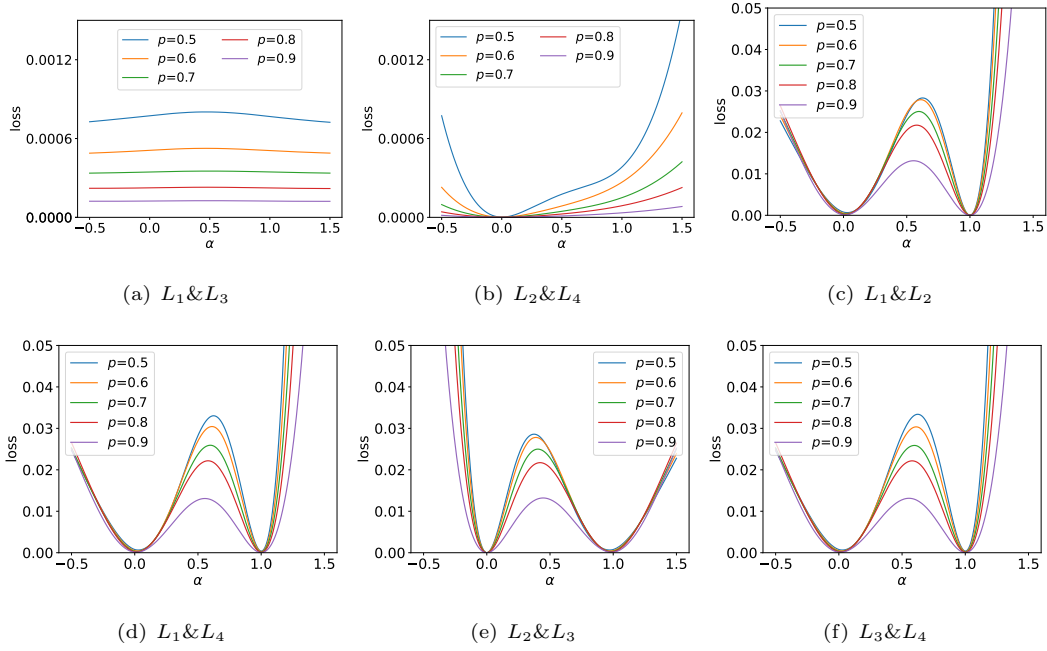 p=0.5 p=0.8
p=0.6 p=0.9
p=0.7
0.0012
0.0006
0.0000
0.0000
loss
−0.5 0.0 0.5 1.0 1.5
α
(a) L₁&L₃
p=0.5 p=0.8
p=0.6 p=0.9
p=0.7
0.0012
0.0006
0.0000
loss
−0.5 0.0 0.5 1.0 1.5
α
(b) L₂&L₄
p=0.5
p=0.6
p=0.7
p=0.8
p=0.9
0.05
0.04
0.03
0.02
0.01
0.00
loss
−0.5 0.0 0.5 1.0 1.5
α
(c) L₁&L₂
p=0.5
p=0.6
p=0.7
p=0.8
p=0.9
0.05
0.04
0.03
0.02
0.01
0.00
loss
−0.5 0.0 0.5 1.0 1.5
α
(d) L₁&L₄
p=0.5
p=0.6
p=0.7
p=0.8
p=0.9
0.05
0.04
0.03
0.02
0.01
0.00
loss
−0.5 0.0 0.5 1.0 1.5
α
(e) L₂&L₃
p=0.5
p=0.6
p=0.7
p=0.8
p=0.9
0.05
0.04
0.03
0.02
0.01
0.00
loss
−0.5 0.0 0.5 1.0 1.5
α
(f) L₃&L₄